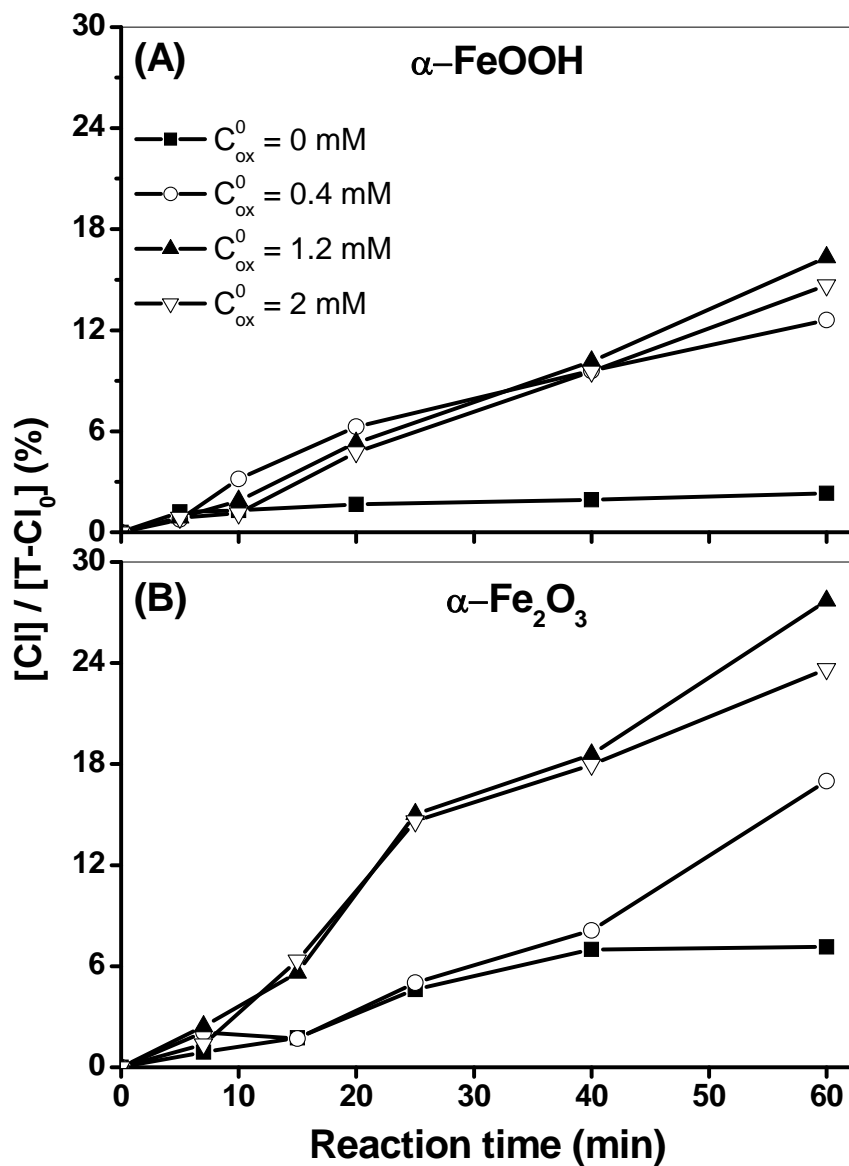 [Cl] / [T-Cl₀] (%)
(A)
α–FeOOH
C⁰ₒₓ = 0 mM
C⁰ₒₓ = 0.4 mM
C⁰ₒₓ = 1.2 mM
C⁰ₒₓ = 2 mM
30
24
18
12
6
0
(B)
α–Fe₂O₃
30
24
18
12
6
0
0 10 20 30 40 50 60
Reaction time (min)